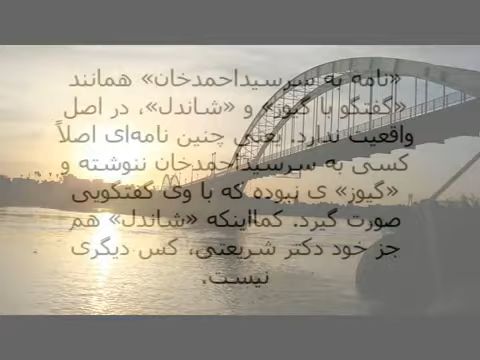 «نامه به سرسیداحمدخان» همانند
«گفتگو با گیوز» و «شاندل»، در اصل
واقعیت ندارد. یعنی چنین نامه‌ای اصلاً
کسی به سرسیداحمدخان ننوشته و
«گیوز» ی نبوده که با وی گفتگویی
صورت گیرد. کمااینکه «شاندل» هم
جز خود دکتر شریعتی، کس دیگری
نیست.